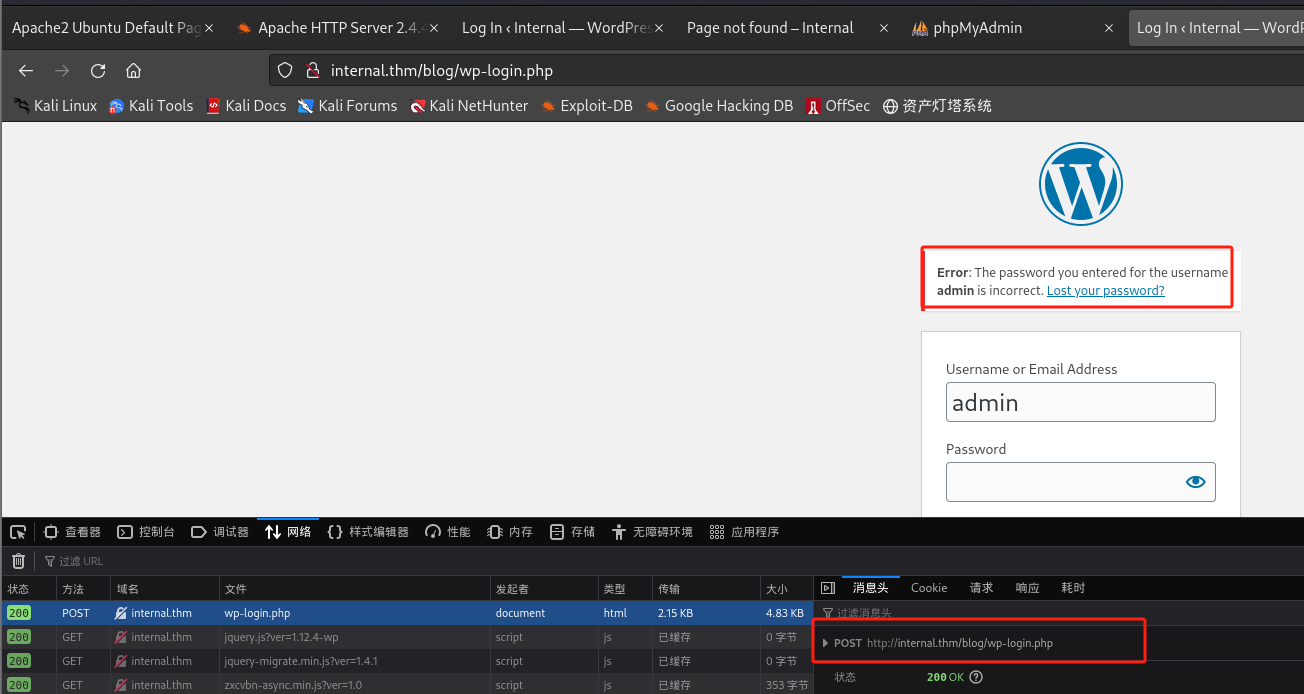 Apache2 Ubuntu Default Pag
Apache HTTP Server 2.4.4
Log In ‹ Internal — WordPres
Page not found – Internal
phpMyAdmin
Log In ‹ Internal — WordPr
internal.thm/blog/wp-login.php
Kali Linux
Kali Tools
Kali Docs
Kali Forums
Kali NetHunter
Exploit-DB
Google Hacking DB
OffSec
资产灯塔系统
Error: The password you entered for the username
admin is incorrect. Lost your password?
Username or Email Address
admin
Password
查看器
控制台
调试器
网络
样式编辑器
性能
内存
存储
无障碍环境
应用程序
过滤 URL
状态 方法 域名 文件 发起者 类型 传输 大小
200 POST internal.thm wp-login.php document html 2.15 KB 4.83 KB
200 GET internal.thm jquery.js?ver=1.12.4-wp script js 已缓存 0 字节
200 GET internal.thm jquery-migrate.min.js?ver=1.4.1 script js 已缓存 0 字节
200 GET internal.thm zxcvbn-async.min.js?ver=1.0 script js 已缓存 353 字节
消息头 Cookie 请求 响应 耗时
过滤消息头
POST http://internal.thm/blog/wp-login.php
状态 200 OK